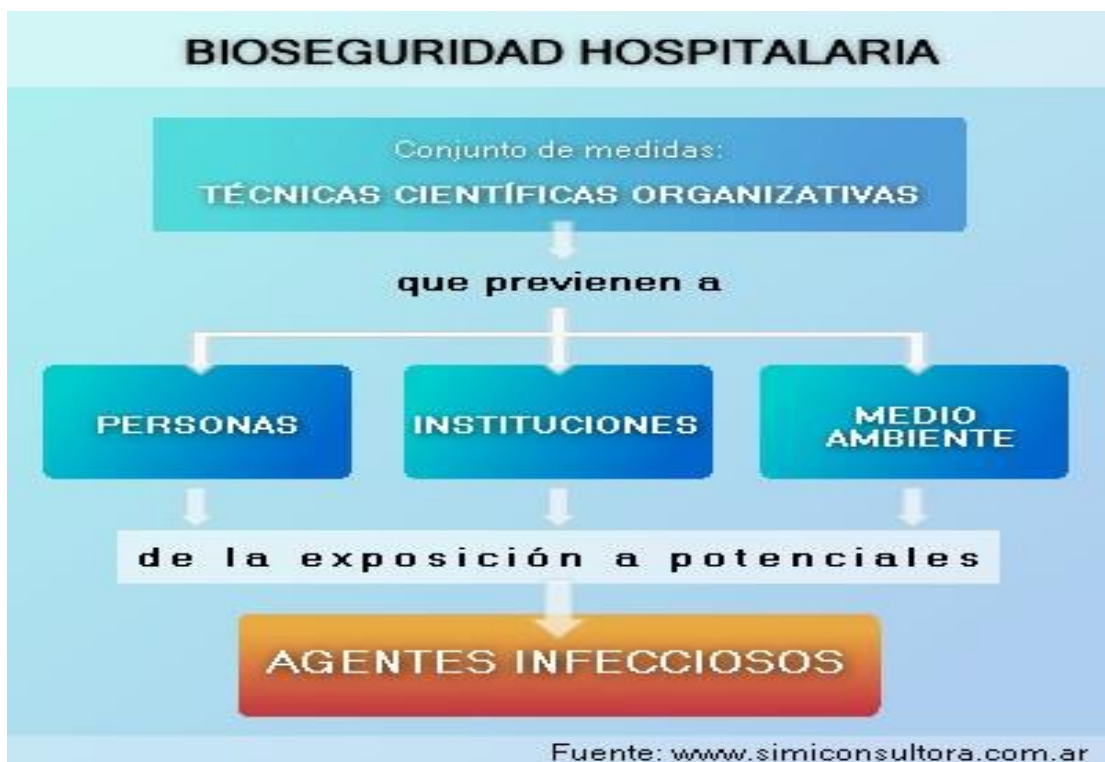 BIOSEGURIDAD HOSPITALARIA
Conjunto de medidas:
TÉCNICAS CIENTÍFICAS ORGANIZATIVAS
que previenen a
PERSONAS
INSTITUCIONES
MEDIO
AMBIENTE
de la exposición a potenciales
AGENTES INFECCIOSOS
Fuente: www.simiconsultora.com.ar